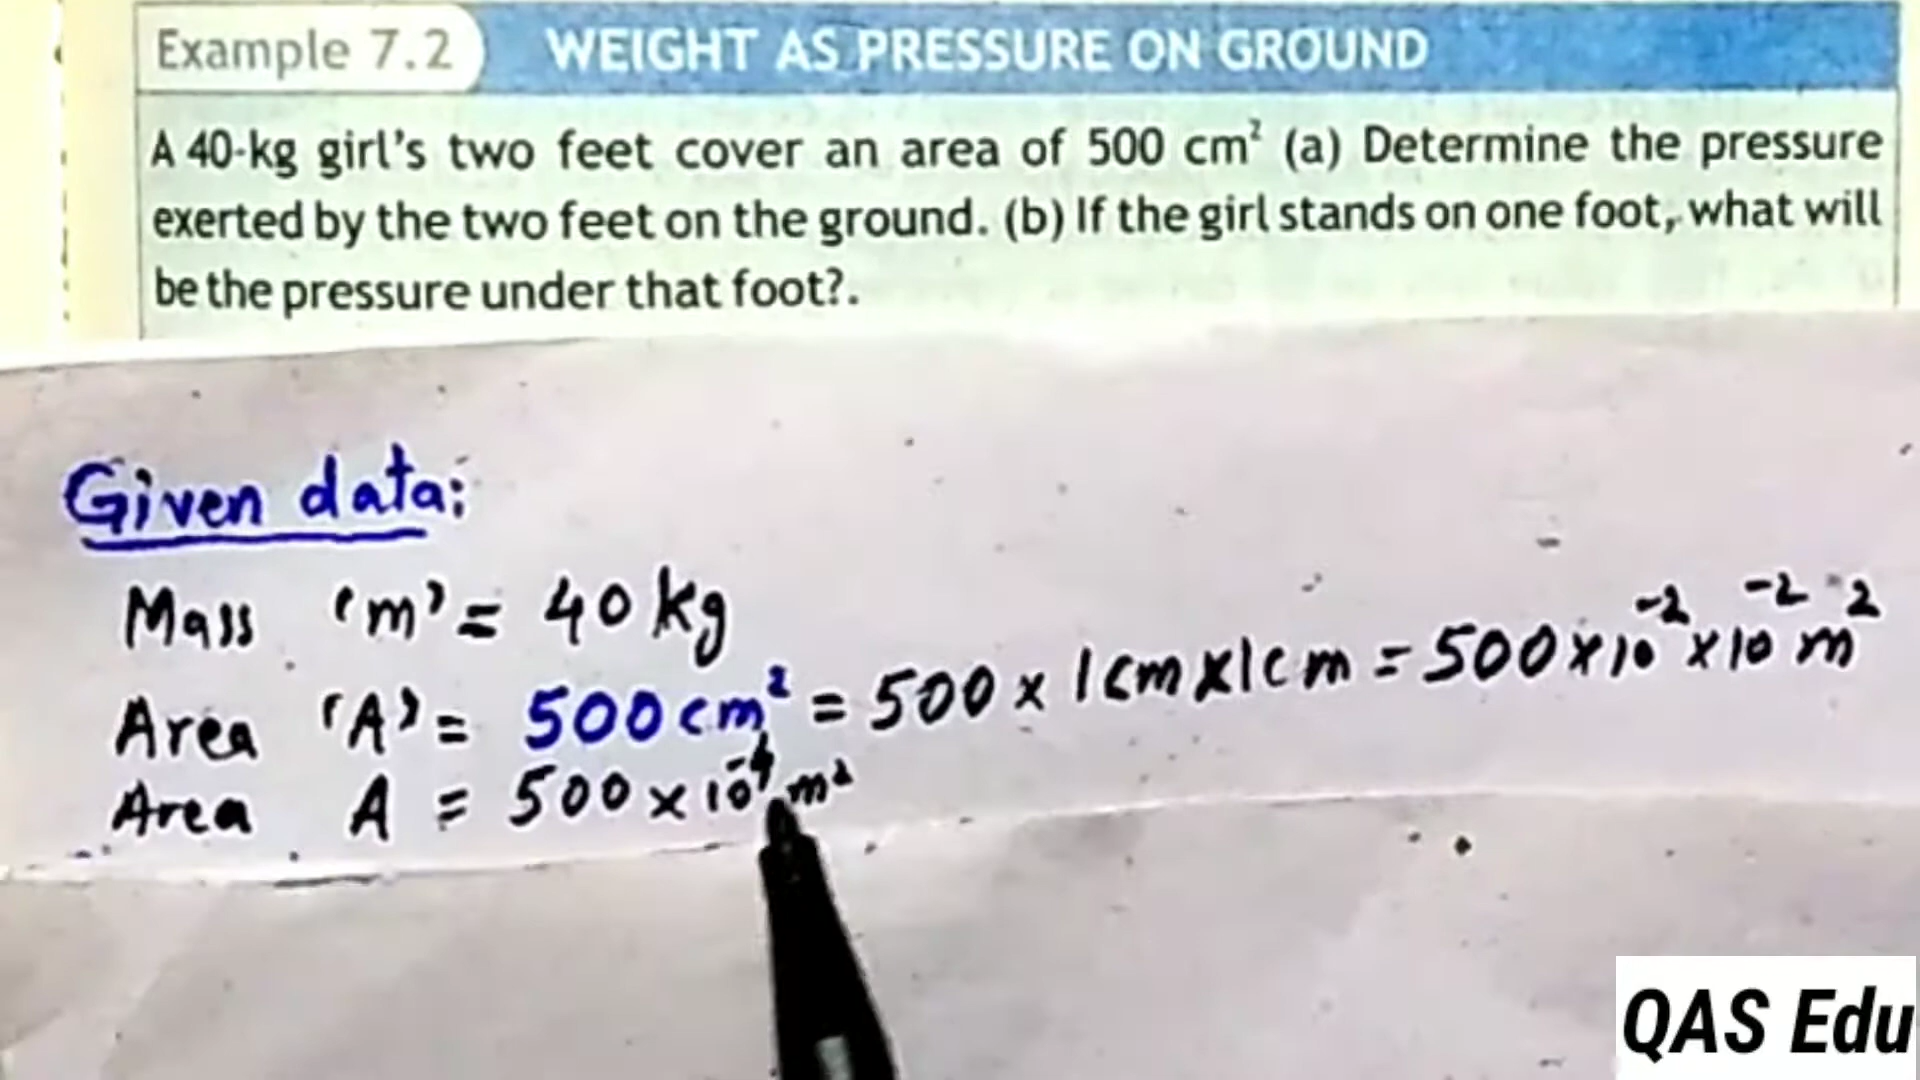 Example 7.2 WEIGHT AS PRESSURE ON GROUND
A 40-kg girl's two feet cover an area of 500 cm² (a) Determine the pressure
exerted by the two feet on the ground. (b) If the girl stands on one foot, what will
be the pressure under that foot?.
Given data:
Mass 'm' = 40 kg
Area 'A' = 500 cm² = 500 x 1cm x 1cm = 500 x 10⁻² x 10⁻² m²
Area A = 500 x 10⁻⁴ m²
QAS Edu